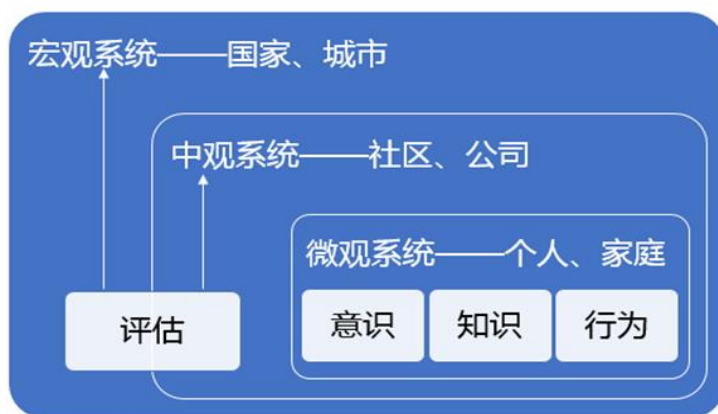 宏观系统——国家、城市
中观系统——社区、公司
微观系统——个人、家庭
评估
意识
知识
行为